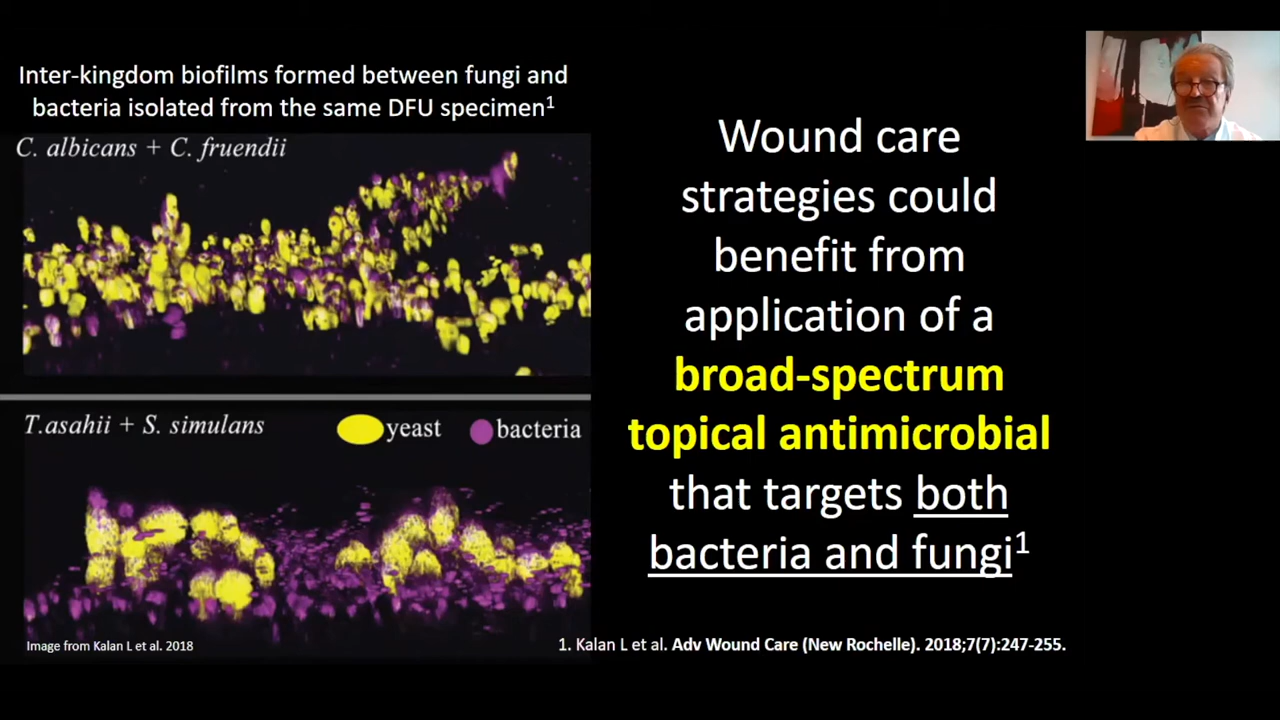 Inter-kingdom biofilms formed between fungi and
bacteria isolated from the same DFU specimen¹
C. albicans + C. fruendii
T.asahii + S. simulans
yeast
bacteria
Image from Kalan L et al. 2018
Wound care
strategies could
benefit from
application of a
broad-spectrum
topical antimicrobial
that targets both
bacteria and fungi¹
1. Kalan L et al. Adv Wound Care (New Rochelle). 2018;7(7):247-255.